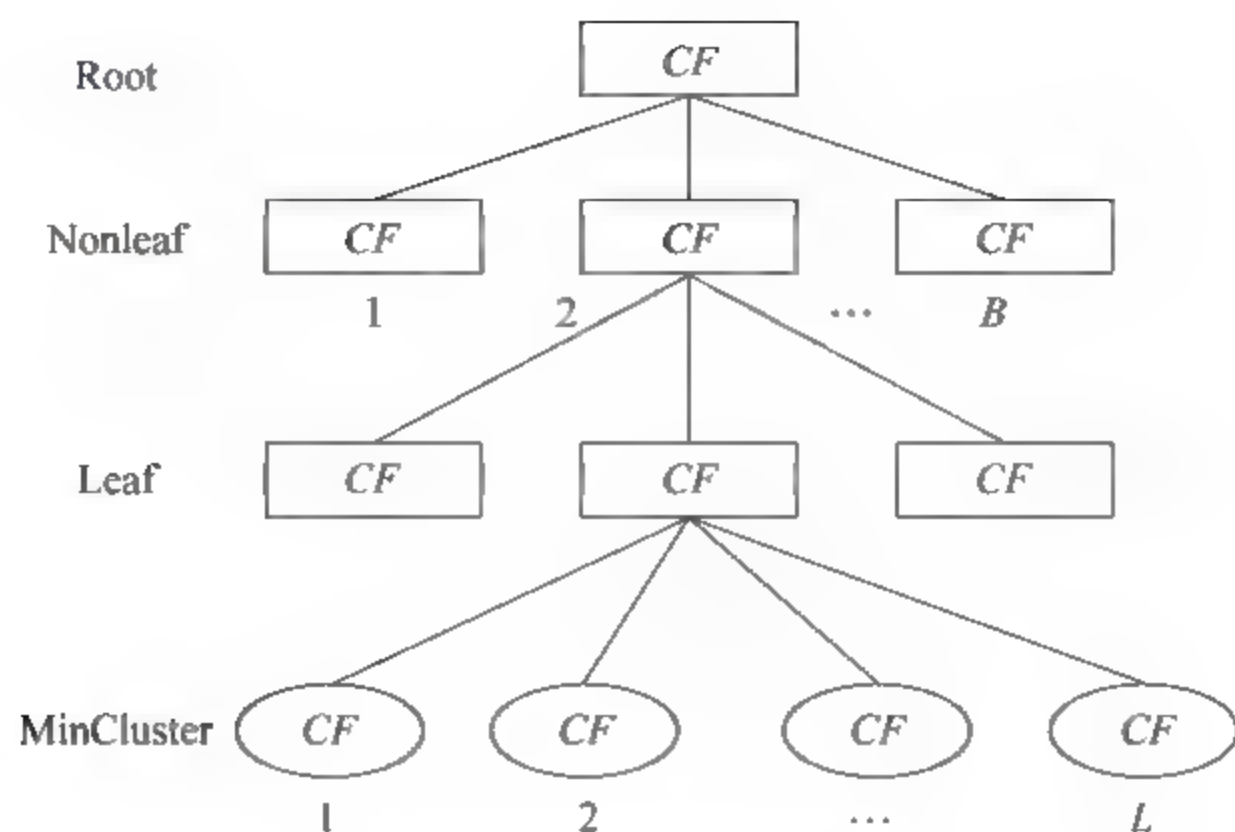 Root CF
Nonleaf CF CF CF
1 2 ... B
Leaf CF CF CF
MinCluster CF CF CF CF
1 2 ... L